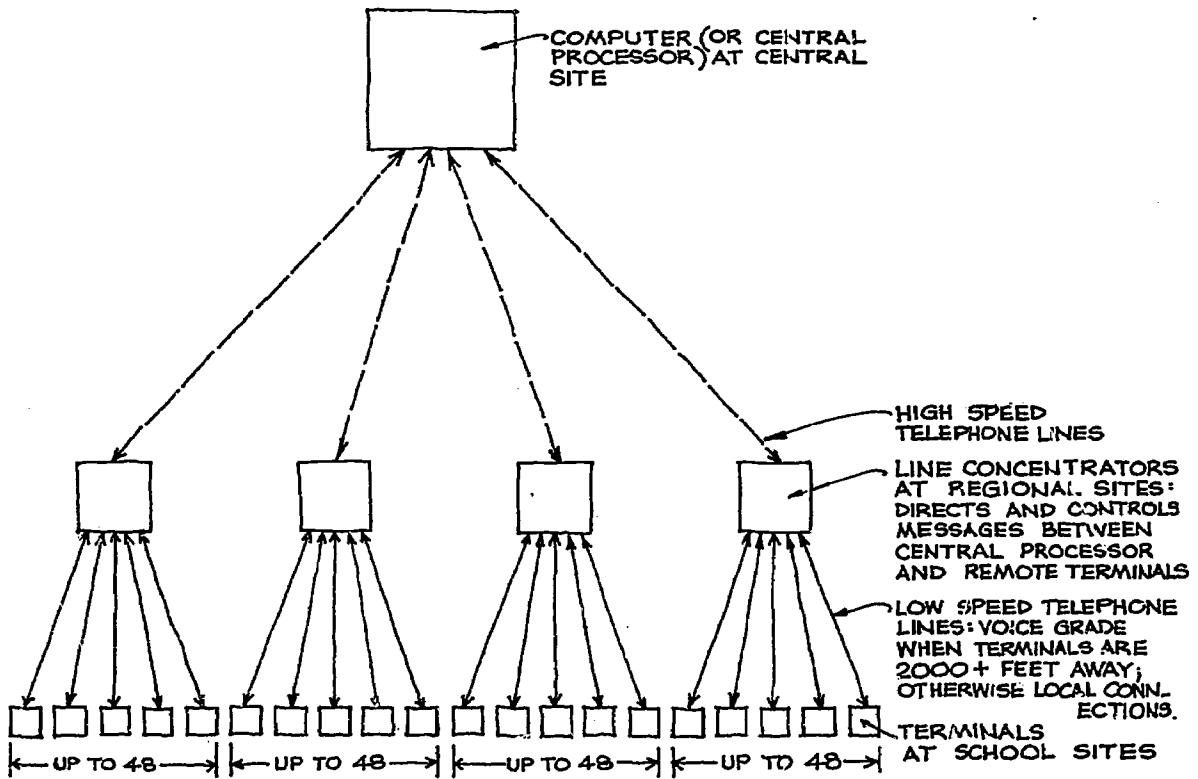 COMPUTER (OR CENTRAL
PROCESSOR) AT CENTRAL
SITE
HIGH SPEED
TELEPHONE LINES
LINE CONCENTRATORS
AT REGIONAL SITES:
DIRECTS AND CONTROLS
MESSAGES BETWEEN
CENTRAL PROCESSOR
AND REMOTE TERMINALS
LOW SPEED TELEPHONE
LINES: VOICE GRADE
WHEN TERMINALS ARE
2000+ FEET AWAY;
OTHERWISE LOCAL CONN-
ECTIONS.
TERMINALS
AT SCHOOL SITES
UP TO 48
UP TO 48
UP TO 48
UP TO 48